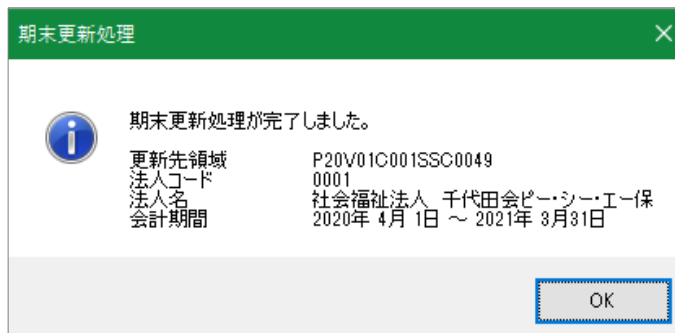 期末更新処理
期末更新処理が完了しました。
更新先領域 P20V01C001SSC0049
法人コード 0001
法人名 社会福祉法人 千代田会ピー・シー・エー保
会計期間 2020年 4月 1日 ～ 2021年 3月31日
OK